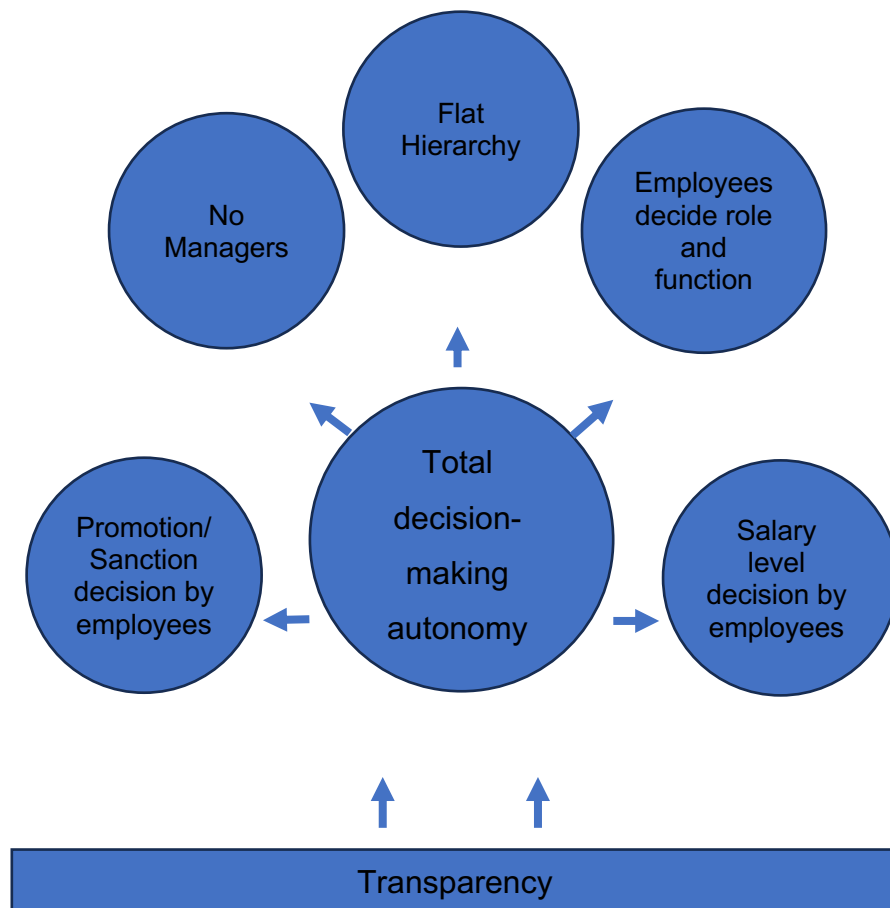 Flat
Hierarchy
No
Managers
Employees
decide role
and
function
Total
decision-
making
autonomy
Promotion/
Sanction
decision by
employees
Salary
level
decision by
employees
Transparency